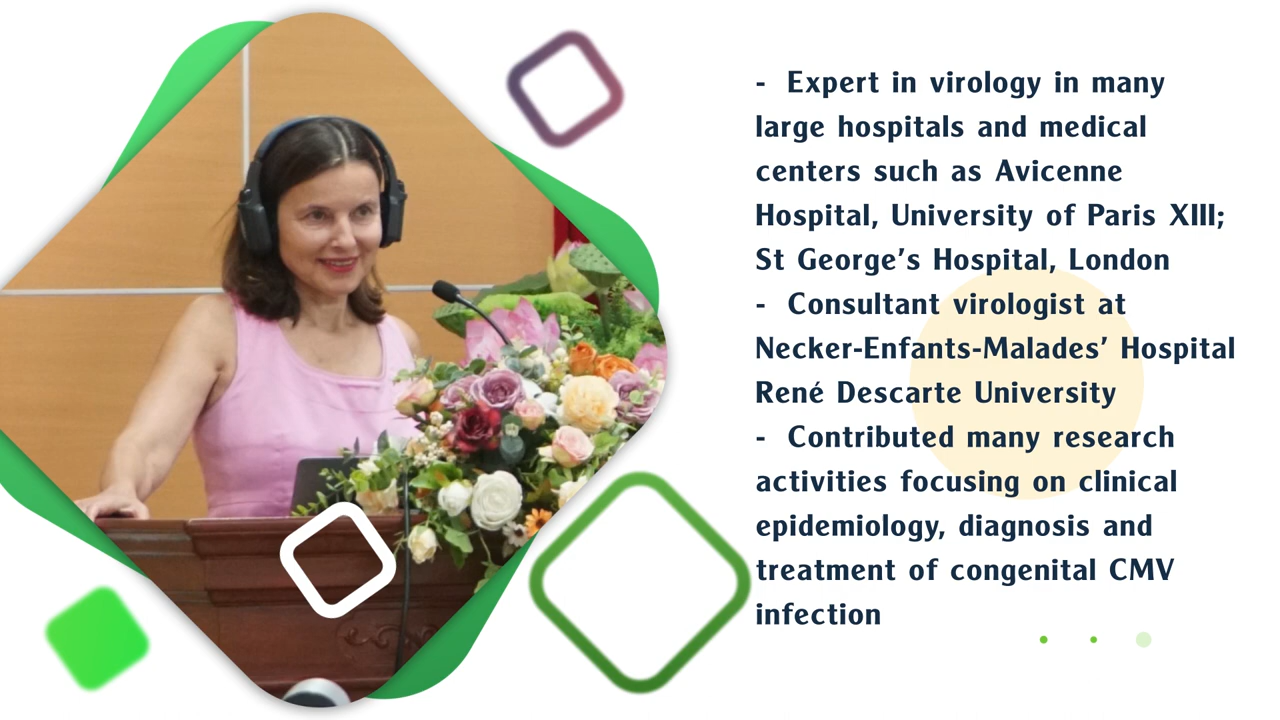 - Expert in virology in many
large hospitals and medical
centers such as Avicenne
Hospital, University of Paris XIII;
St George’s Hospital, London
- Consultant virologist at
Necker-Enfants-Malades’ Hospital
René Descarte University
- Contributed many research
activities focusing on clinical
epidemiology, diagnosis and
treatment of congenital CMV
infection